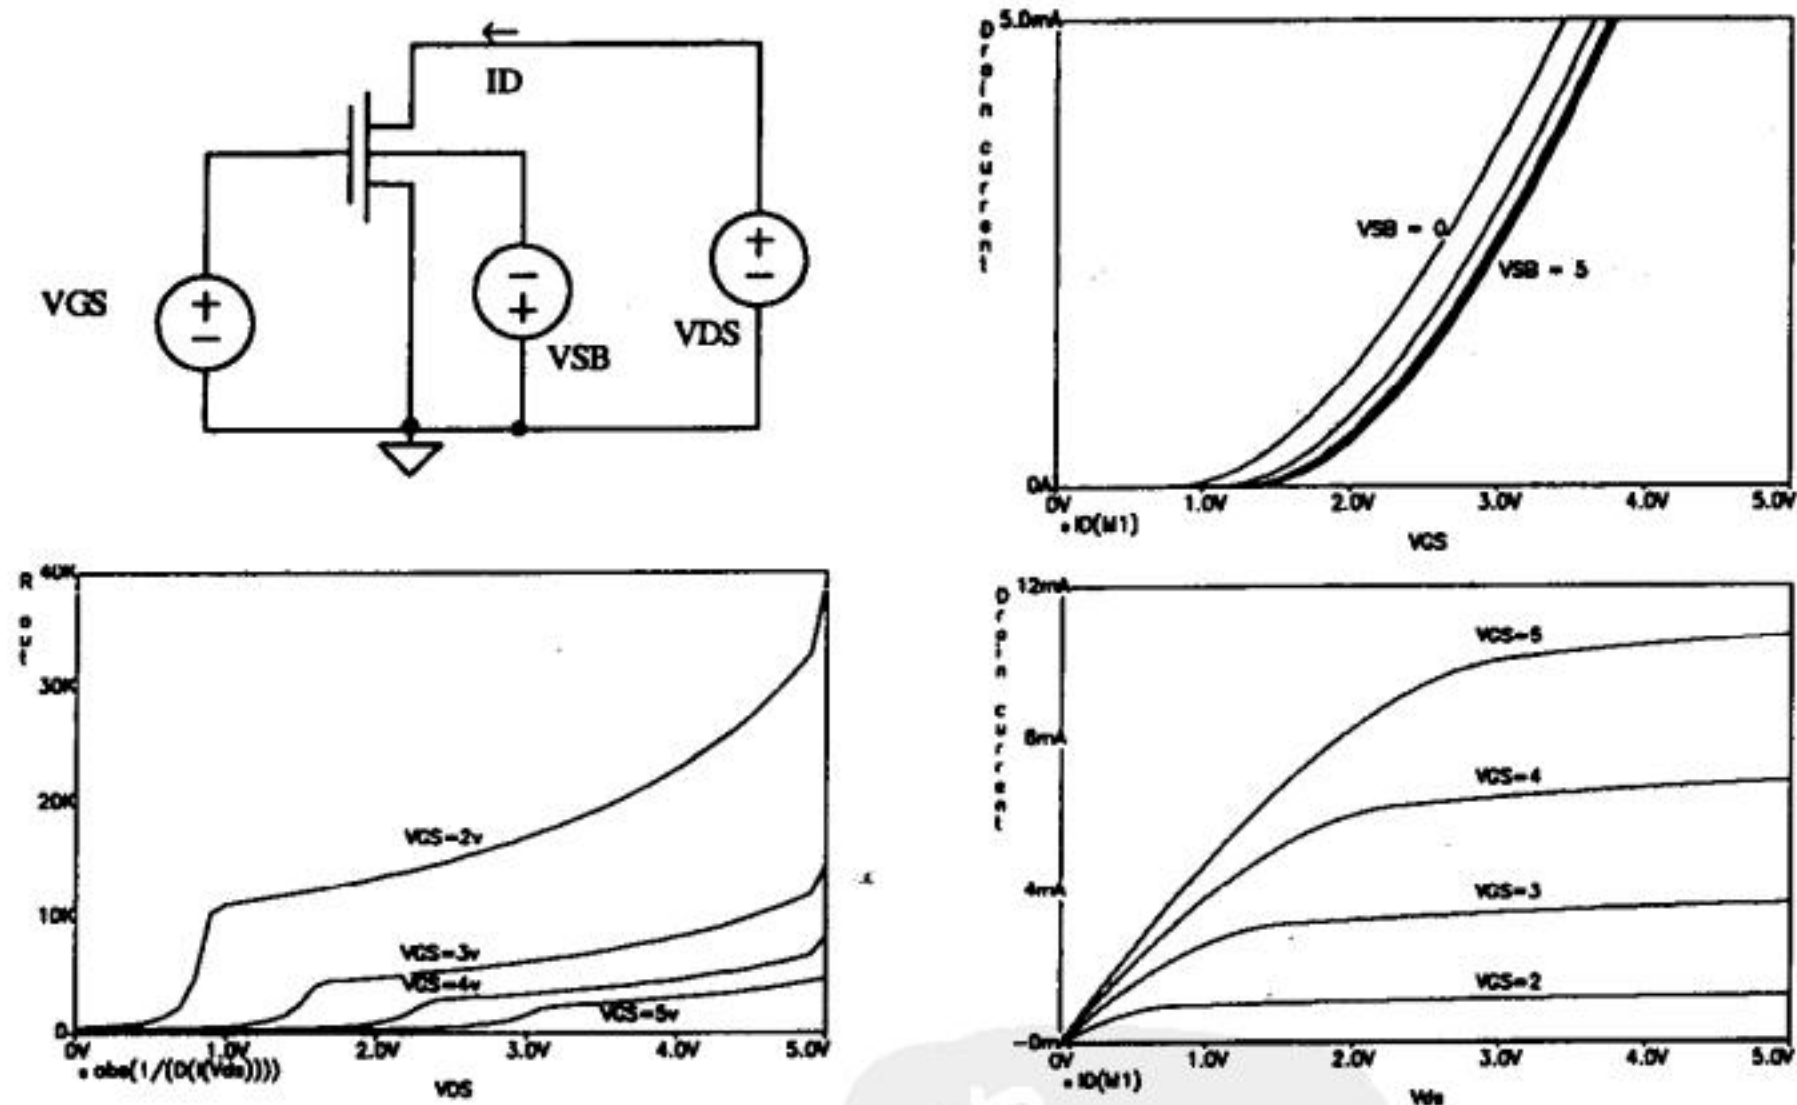 ID
VGS
VSB
VDS
5.0mA
Drain current
VSB = 0
VSB = 5
0A
0V 1.0V 2.0V 3.0V 4.0V 5.0V
ID(M1)
VGS
40K
R out
30K
20K
10K
0
VGS=2v
VGS=3v
VGS=4v
VGS=5v
0V 1.0V 2.0V 3.0V 4.0V 5.0V
abs(1/(D(I(Vds))))
VDS
12mA
Drain current
8mA
4mA
-0mA
VGS=5
VGS=4
VGS=3
VGS=2
0V 1.0V 2.0V 3.0V 4.0V 5.0V
ID(M1)
Vds